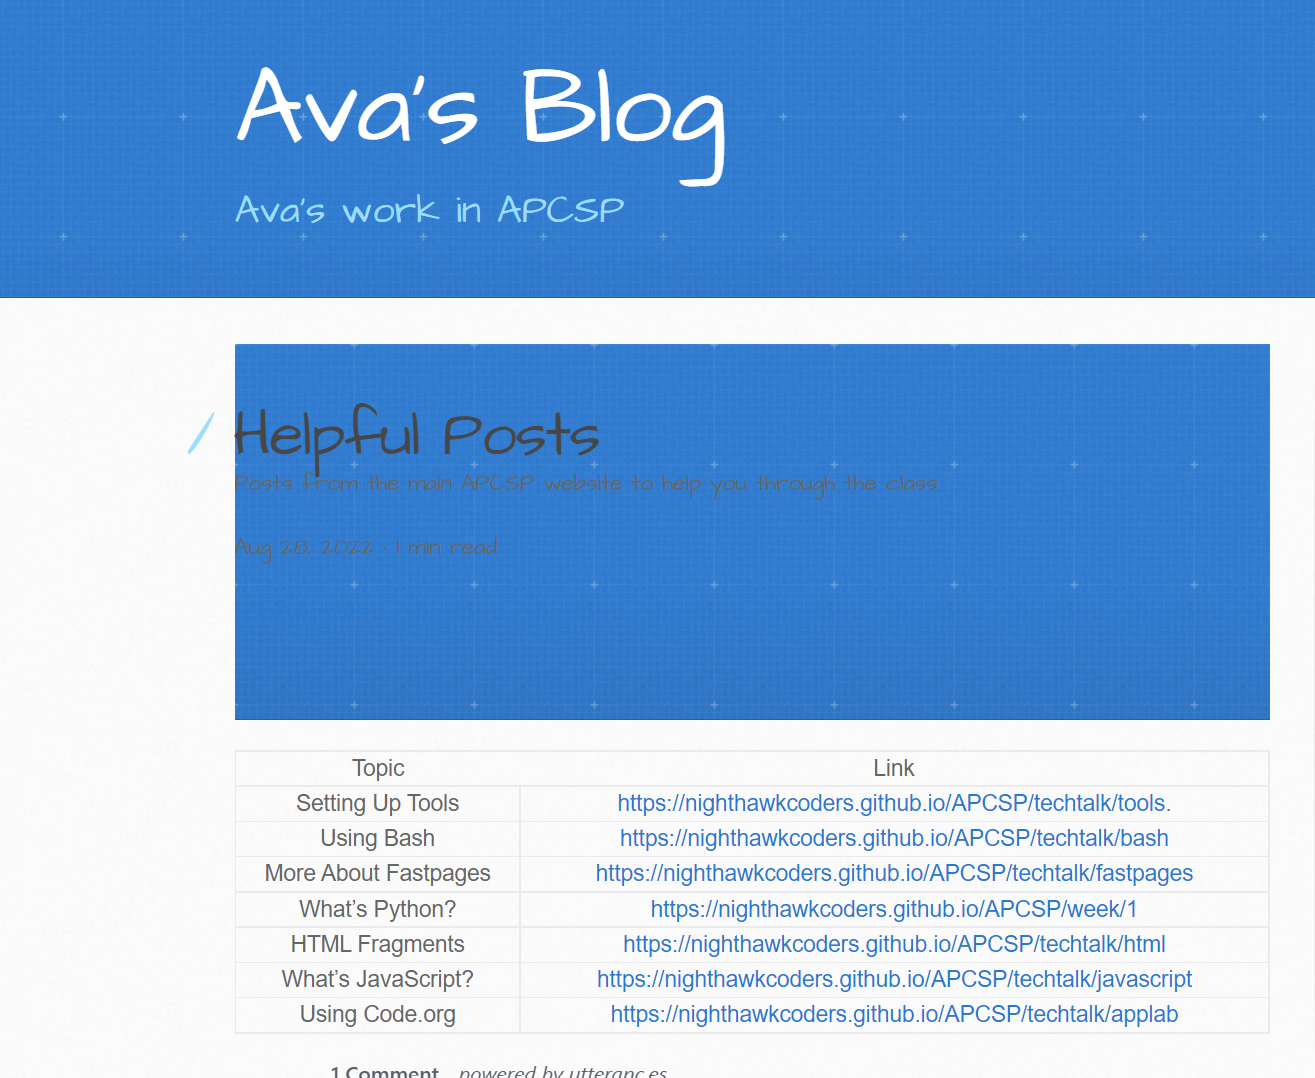 Ava's Blog
Ava's work in APCSP
Helpful Posts
Posts from the main APCSP website to help you through the class.
Aug 28, 2022 • 1 min read
Topic Link
Setting Up Tools https://nighthawkcoders.github.io/APCSP/techtalk/tools.
Using Bash https://nighthawkcoders.github.io/APCSP/techtalk/bash
More About Fastpages https://nighthawkcoders.github.io/APCSP/techtalk/fastpages
What’s Python? https://nighthawkcoders.github.io/APCSP/week/1
HTML Fragments https://nighthawkcoders.github.io/APCSP/techtalk/html
What’s JavaScript? https://nighthawkcoders.github.io/APCSP/techtalk/javascript
Using Code.org https://nighthawkcoders.github.io/APCSP/techtalk/applab
1 Comment powered by utteranc.es